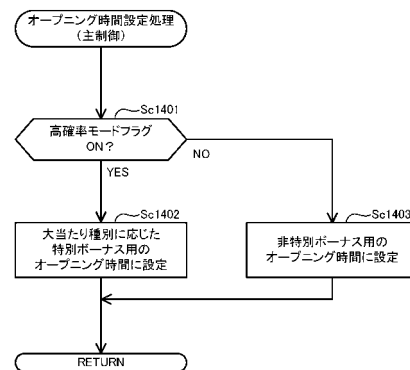 オープニング時間設定処理
（主制御）
Sc1401
高確率モードフラグ
ON？
NO
YES
Sc1402
大当たり種別に応じた
特別ボーナス用の
オープニング時間に設定
Sc1403
非特別ボーナス用の
オープニング時間に設定
RETURN